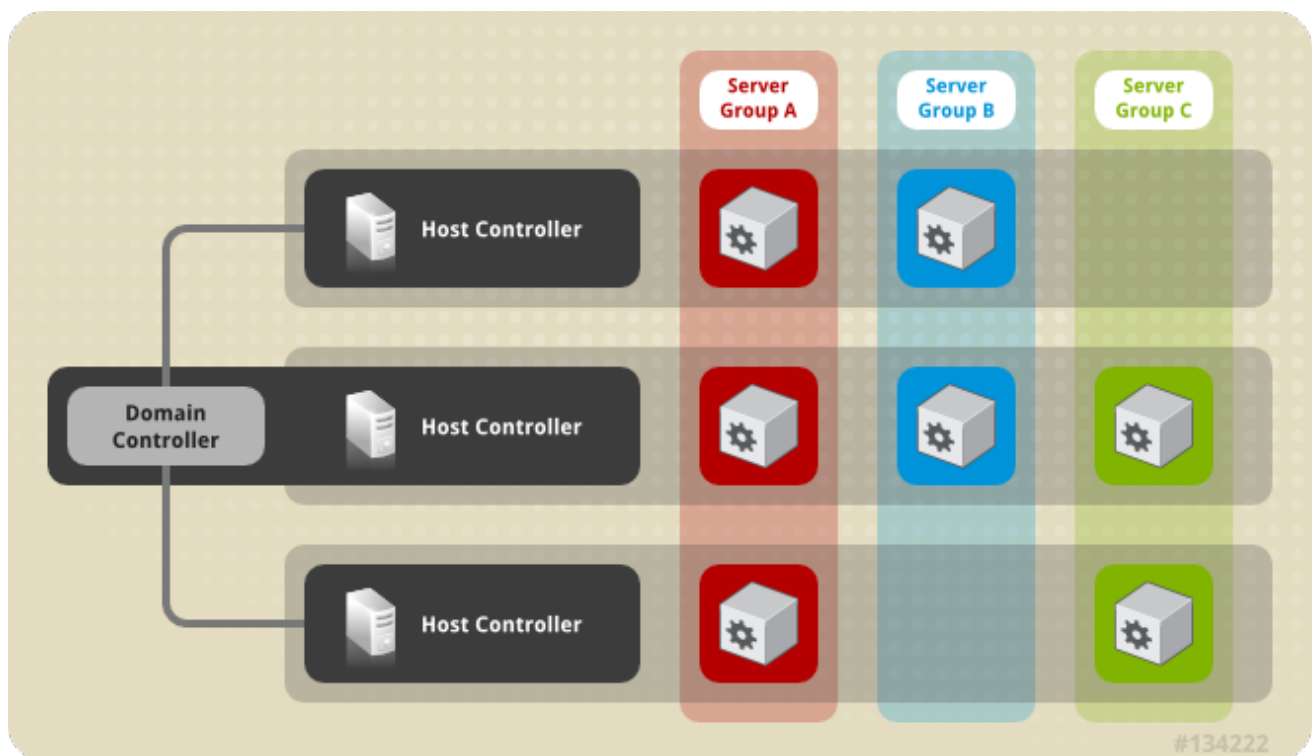 Server
Group A
Server
Group B
Server
Group C
Host Controller
Domain
Controller
Host Controller
Host Controller
#134222